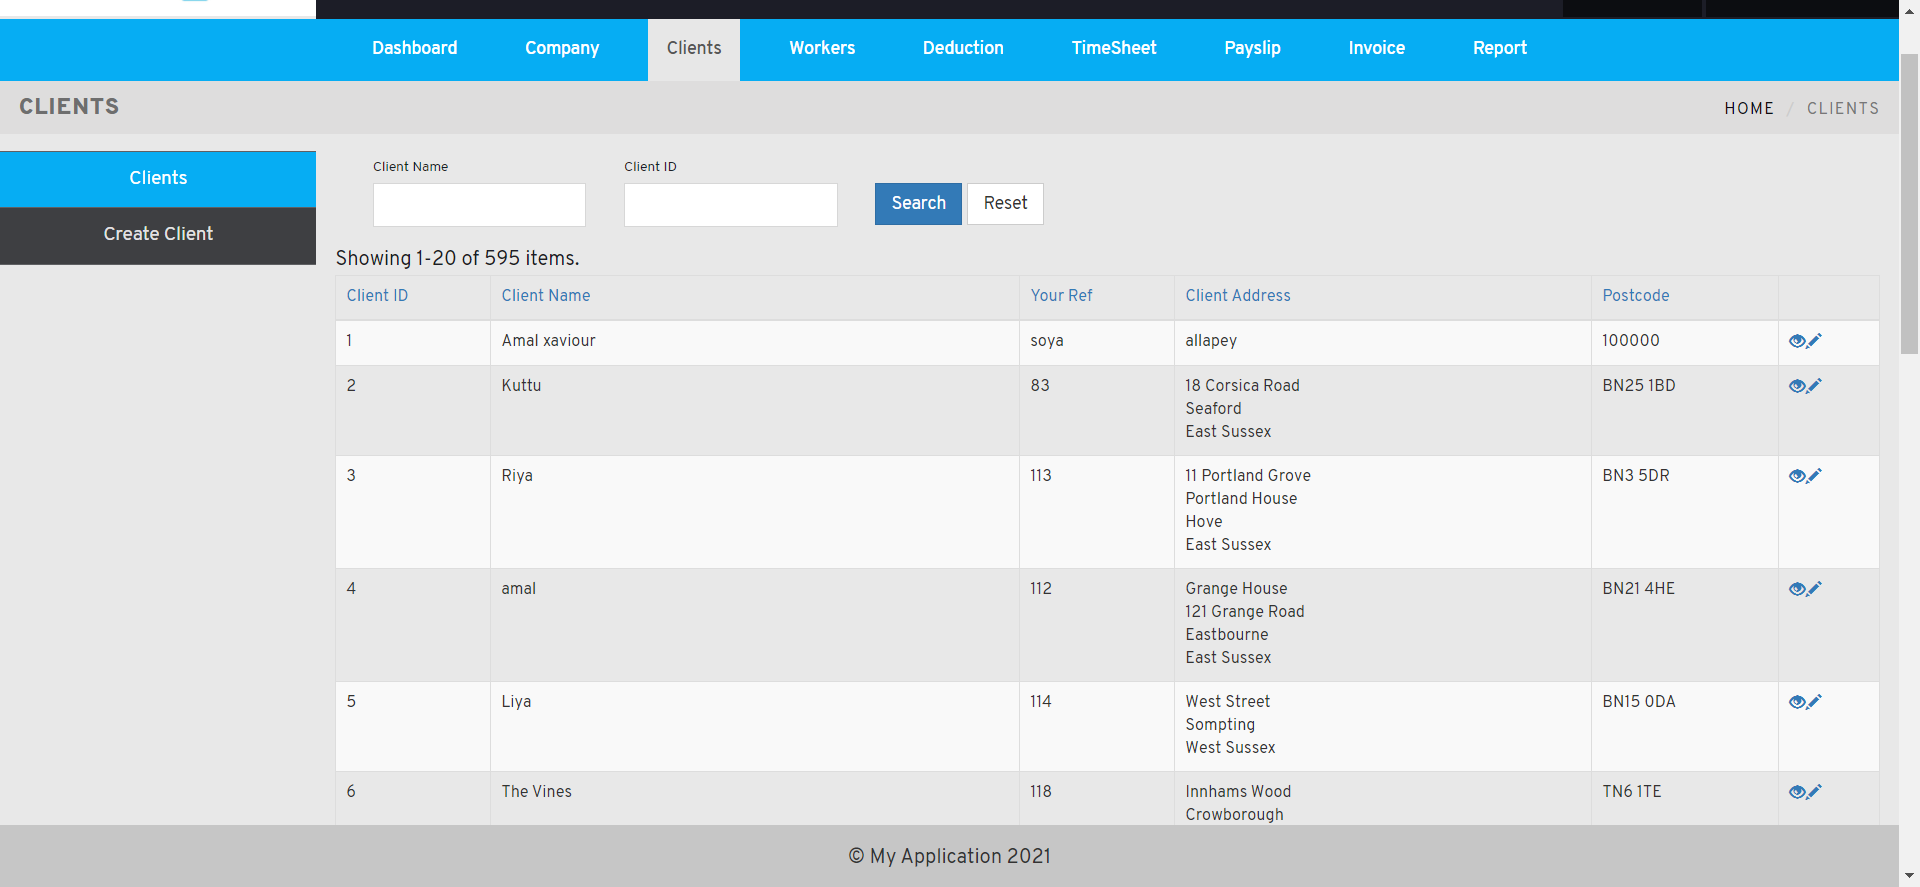 Dashboard Company Clients Workers Deduction TimeSheet Payslip Invoice Report
CLIENTS
HOME / CLIENTS
Clients
Create Client
Client Name
Client ID
Search Reset
Showing 1-20 of 595 items.
Client ID Client Name Your Ref Client Address Postcode
1 Amal xaviour soya allapey 100000
2 Kuttu 83 18 Corsica Road BN25 1BD
Seaford
East Sussex
3 Riya 113 11 Portland Grove BN3 5DR
Portland House
Hove
East Sussex
4 amal 112 Grange House BN21 4HE
121 Grange Road
Eastbourne
East Sussex
5 Liya 114 West Street BN15 0DA
Sompting
West Sussex
6 The Vines 118 Innhams Wood TN6 1TE
Crowborough
© My Application 2021